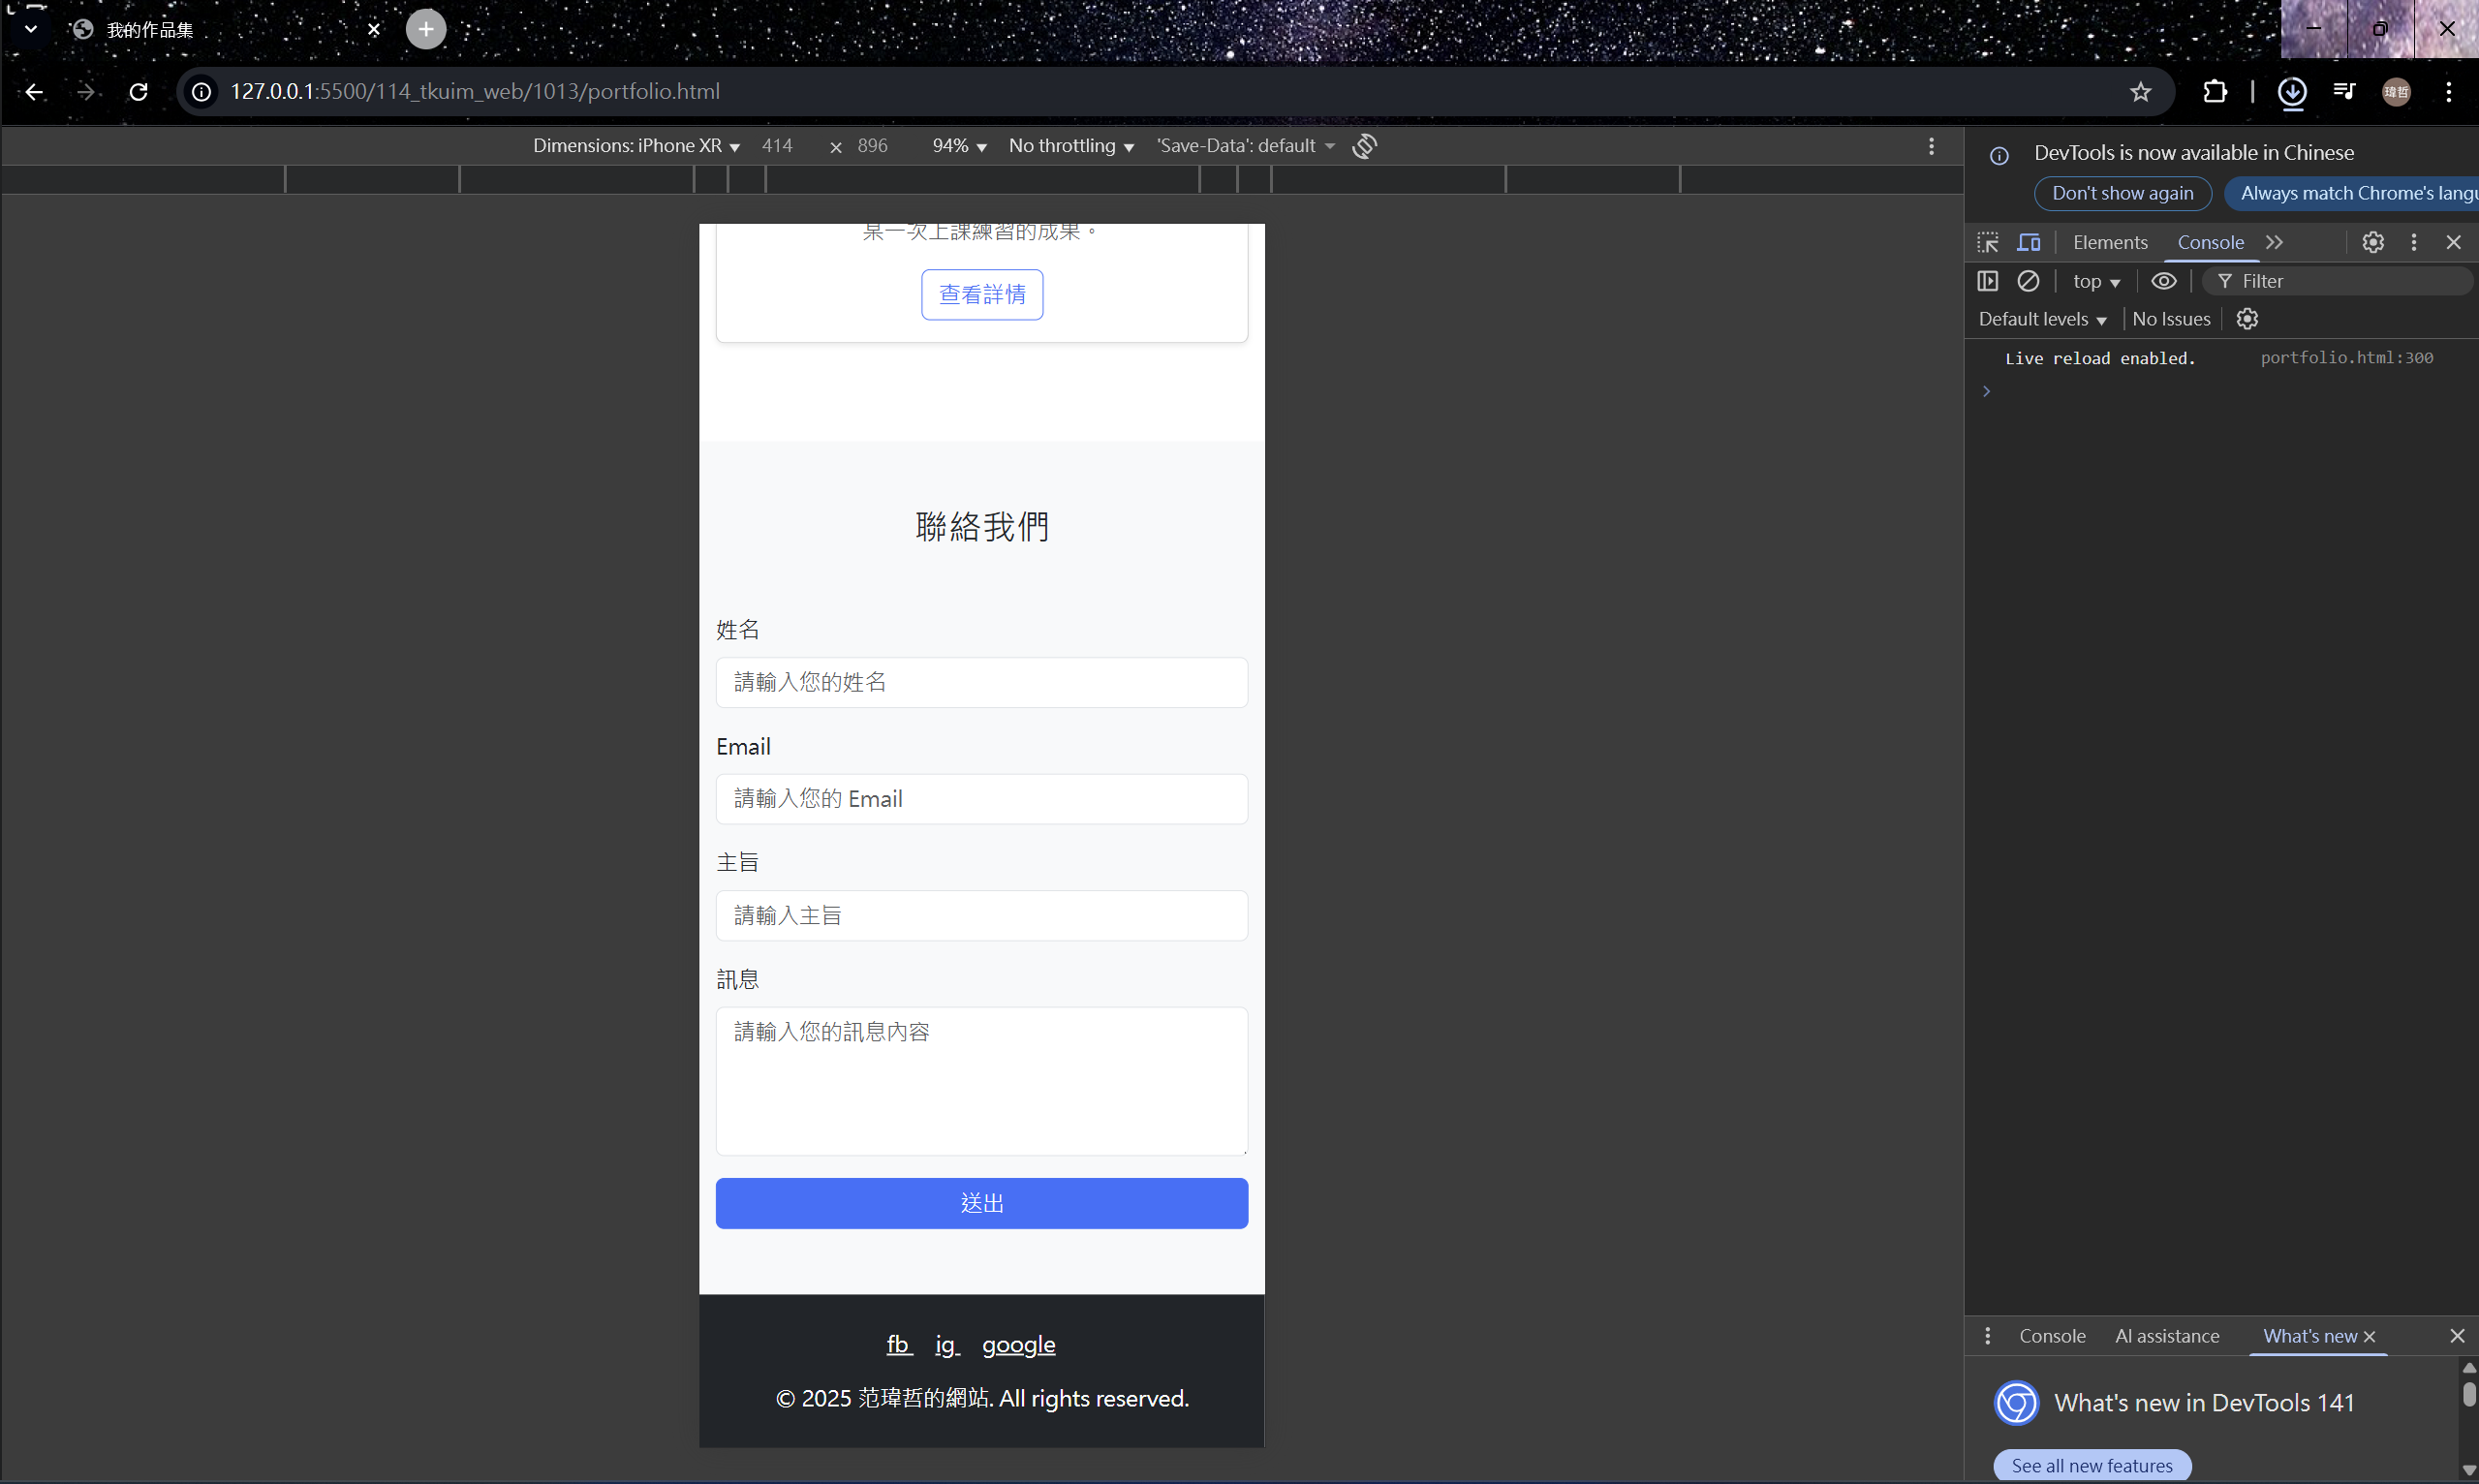 我的作品集
127.0.0.1:5500/114_tkuim_web/1013/portfolio.html
瑋哲
Dimensions: iPhone XR 414 × 896 94% No throttling 'Save-Data': default
某一次上課練習的成果。
查看詳情
聯絡我們
姓名
請輸入您的姓名
Email
請輸入您的 Email
主旨
請輸入主旨
訊息
請輸入您的訊息內容
送出
fb ig google
© 2025 范瑋哲的網站. All rights reserved.
DevTools is now available in Chinese
Don't show again Always match Chrome's langu
Elements Console
top Filter
Default levels No Issues
Live reload enabled. portfolio.html:300
Console AI assistance What's new
What's new in DevTools 141
See all new features